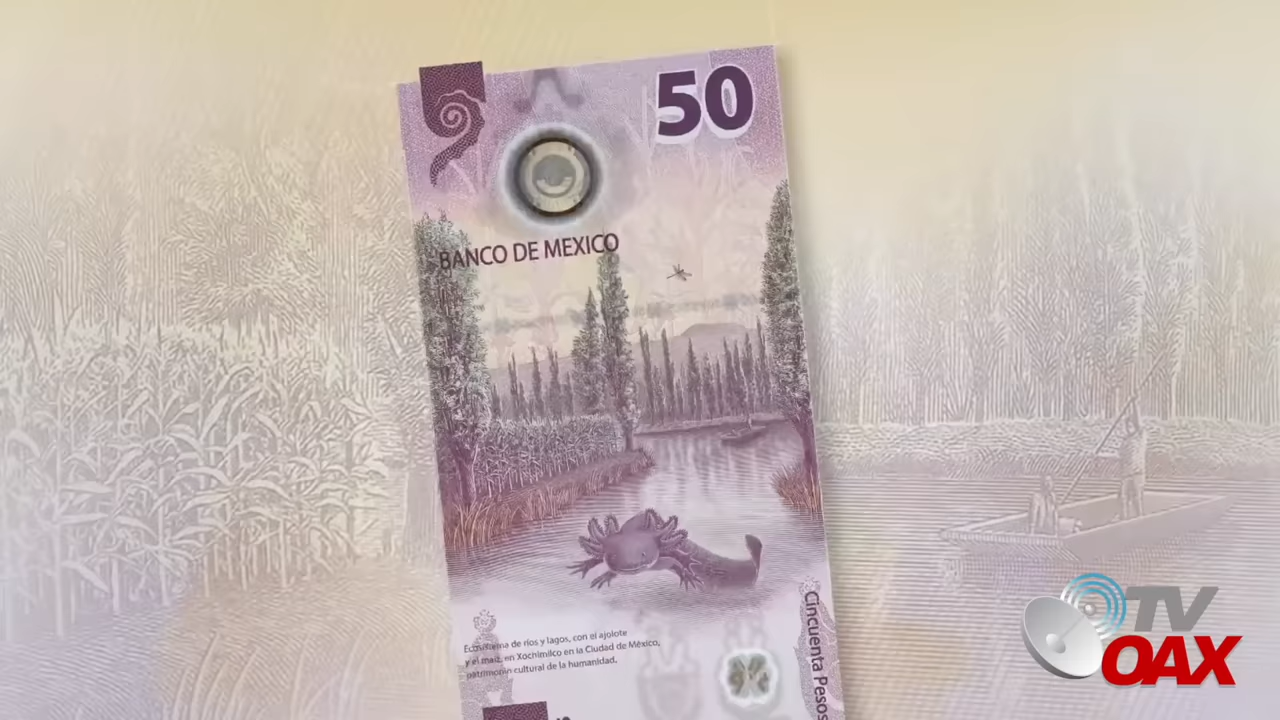 50
BANCO DE MEXICO
Ecosistema de ríos y lagos, con el ajolote
y el maíz, en Xochimilco en la Ciudad de México,
patrimonio cultural de la humanidad.
Cincuenta Pesos
TV
OAX